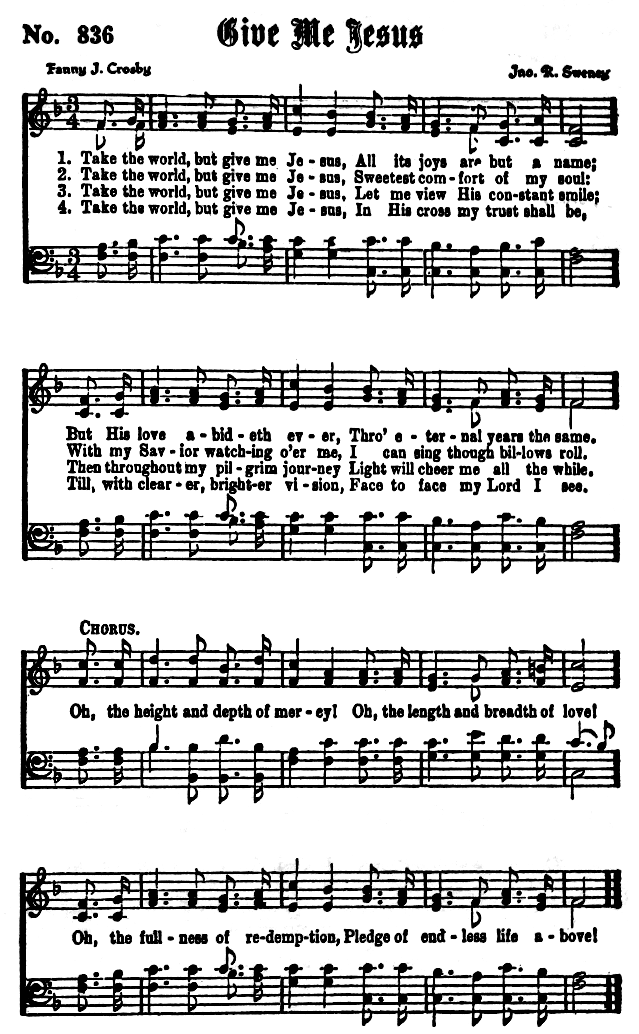 No. 836 Give Me Jesus
Fanny J. Crosby Jno. R. Sweney
1. Take the world, but give me Je - sus, All its joys are but a name;
2. Take the world, but give me Je - sus, Sweetest com - fort of my soul:
3. Take the world, but give me Je - sus, Let me view His con-stant smile;
4. Take the world, but give me Je - sus, In His cross my trust shall be,
But His love a - bid - eth ev - er, Thro' e - ter - nal years the same.
With my Sav - ior watch-ing o'er me, I can sing though bil-lows roll.
Then throughout my pil - grim jour-ney Light will cheer me all the while.
Till, with clear - er, bright-er vi - sion, Face to face my Lord I see.
CHORUS.
Oh, the height and depth of mer - cy! Oh, the length and breadth of love!
Oh, the full - ness of re-demp-tion, Pledge of end - less life a - bove!